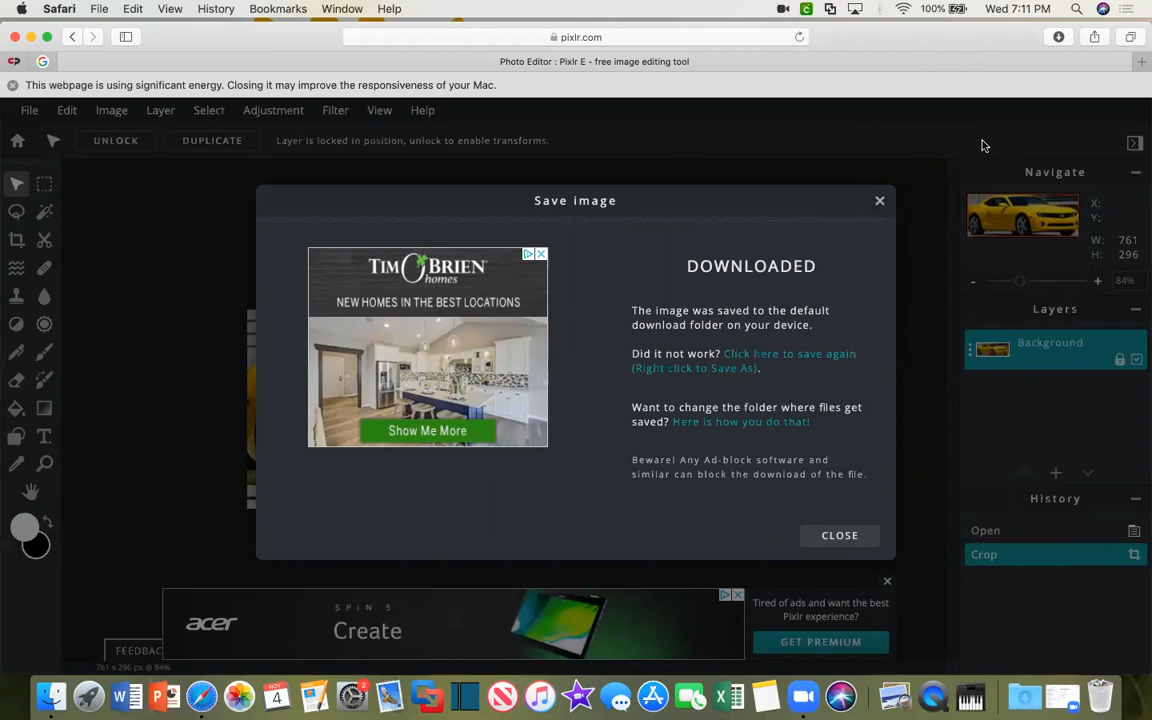 Safari File Edit View History Bookmarks Window Help 100% Wed 7:11 PM
pixlr.com
Photo Editor : Pixlr E - free image editing tool
This webpage is using significant energy. Closing it may improve the responsiveness of your Mac.
File Edit Image Layer Select Adjustment Filter View Help
UNLOCK DUPLICATE Layer is locked in position, unlock to enable transforms.
Navigate
X:
Y:
W: 761
H: 296
- + 84%
Layers
Background
History
Open
Crop
Save image
TIM O'BRIEN
homes
NEW HOMES IN THE BEST LOCATIONS
Show Me More
DOWNLOADED
The image was saved to the default
download folder on your device.
Did it not work? Click here to save again
(Right click to Save As).
Want to change the folder where files get
saved? Here is how you do that!
Beware! Any Ad-block software and
similar can block the download of the file.
CLOSE
acer
SPIN 5
Create
Tired of ads and want the best
Pixlr experience?
GET PREMIUM
FEEDBA
761 x 296 px @ 84%
NOV
4
2